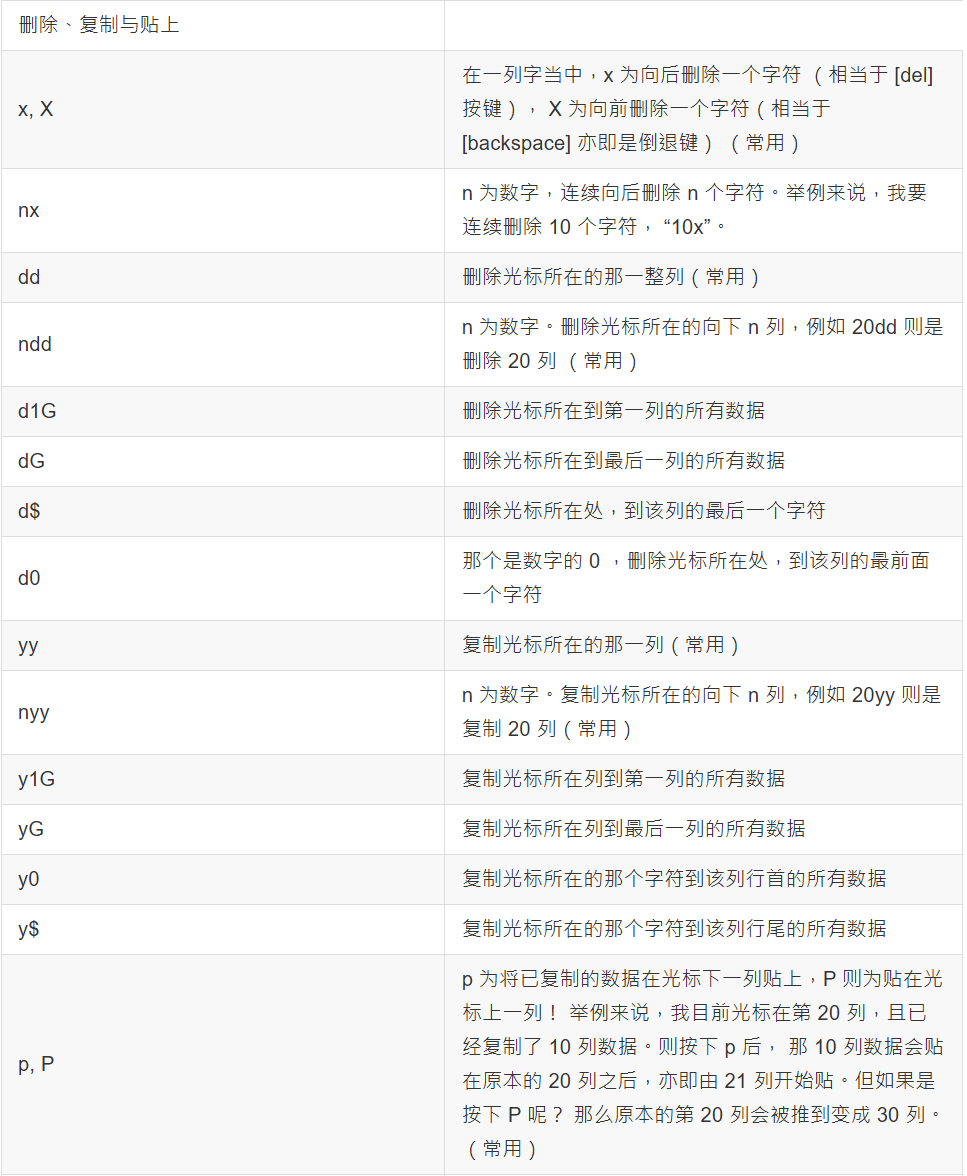 删除、复制与贴上
x, X
在一列字当中，x 为向后删除一个字符 （相当于 [del]
按键）， X 为向前删除一个字符（相当于
[backspace] 亦即是倒退键） （常用）
nx
n 为数字，连续向后删除 n 个字符。举例来说，我要
连续删除 10 个字符， “10x”。
dd
删除光标所在的那一整列（常用）
ndd
n 为数字。删除光标所在的向下 n 列，例如 20dd 则是
删除 20 列 （常用）
d1G
删除光标所在到第一列的所有数据
dG
删除光标所在到最后一列的所有数据
d$
删除光标所在处，到该列的最后一个字符
d0
那个是数字的 0 ，删除光标所在处，到该列的最前面
一个字符
yy
复制光标所在的那一列（常用）
nyy
n 为数字。复制光标所在的向下 n 列，例如 20yy 则是
复制 20 列（常用）
y1G
复制光标所在列到第一列的所有数据
yG
复制光标所在列到最后一列的所有数据
y0
复制光标所在的那个字符到该列行首的所有数据
y$
复制光标所在的那个字符到该列行尾的所有数据
p, P
p 为将已复制的数据在光标下一列贴上，P 则为贴在光
标上一列！ 举例来说，我目前光标在第 20 列，且已
经复制了 10 列数据。则按下 p 后， 那 10 列数据会贴
在原本的 20 列之后，亦即由 21 列开始贴。但如果是
按下 P 呢？ 那么原本的第 20 列会被推到变成 30 列。
（常用）